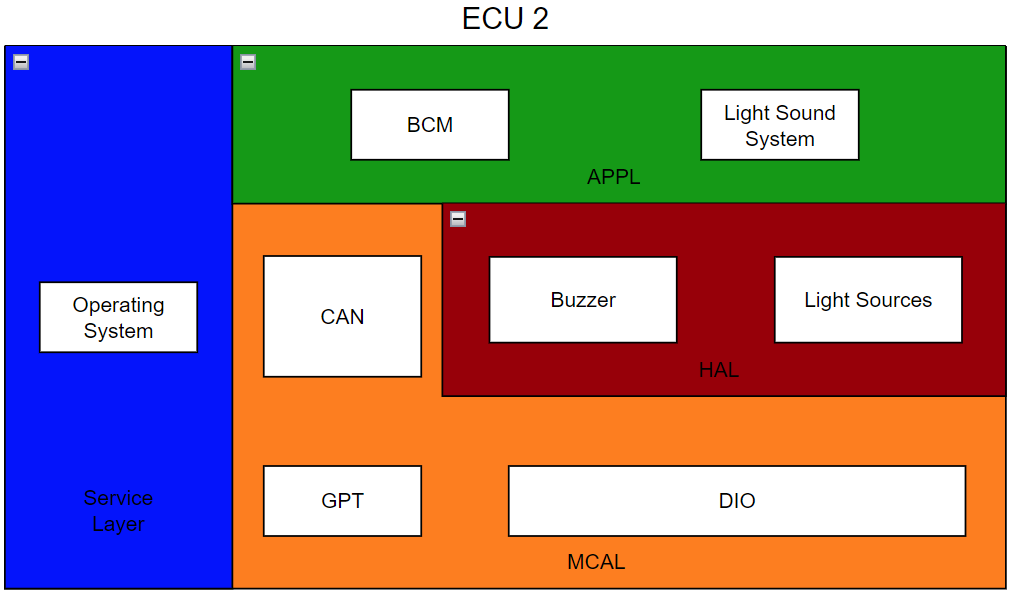 ECU 2
BCM
Light Sound
System
APPL
Operating
System
CAN
Buzzer
Light Sources
HAL
Service
Layer
GPT
DIO
MCAL